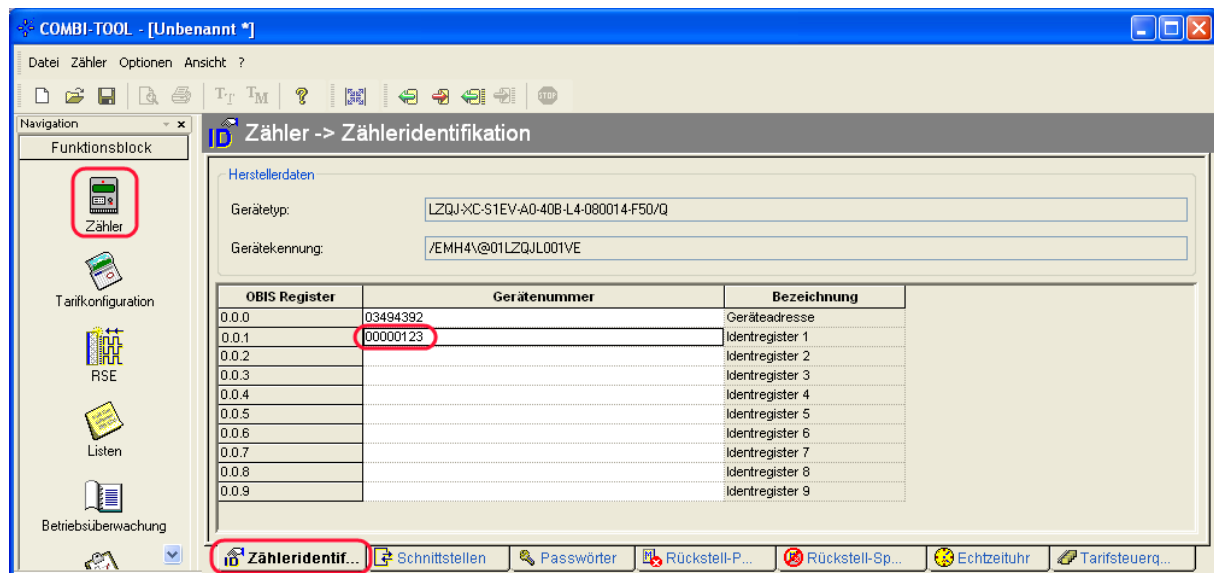 COMBI-TOOL - [Unbenannt *]
Datei Zähler Optionen Ansicht ?
Navigation
Funktionsblock
Zähler
Tarifkonfiguration
RSE
Listen
Betriebsüberwachung
Zähler -> Zähleridentifikation
Herstellerdaten
Gerätetyp: LZQJ-XC-S1EV-A0-40B-L4-080014-F50/Q
Gerätekennung: /EMH4\@01LZQJL001VE
OBIS Register Gerätenummer Bezeichnung
0.0.0 03494392 Geräteadresse
0.0.1 00000123 Identregister 1
0.0.2 Identregister 2
0.0.3 Identregister 3
0.0.4 Identregister 4
0.0.5 Identregister 5
0.0.6 Identregister 6
0.0.7 Identregister 7
0.0.8 Identregister 8
0.0.9 Identregister 9
Zähleridentif... Schnittstellen Passwörter Rückstell-P... Rückstell-Sp... Echtzeituhr Tarifsteuerq...